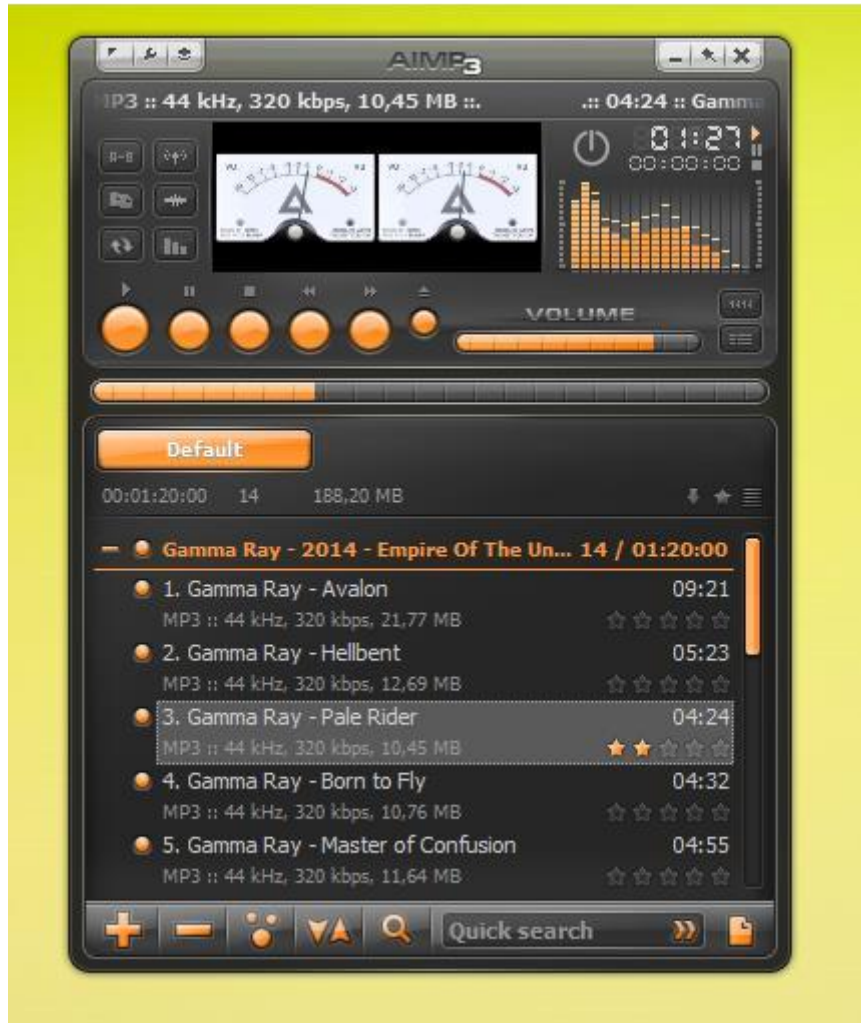 AIMP3
MP3 :: 44 kHz, 320 kbps, 10,45 MB ::. .:: 04:24 :: Gamma
A-B
01:27
00:00:00
VU VU VU VU
VOLUME
Default
00:01:20:00 14 188,20 MB
Gamma Ray - 2014 - Empire Of The Un... 14 / 01:20:00
1. Gamma Ray - Avalon 09:21
MP3 :: 44 kHz, 320 kbps, 21,77 MB
2. Gamma Ray - Hellbent 05:23
MP3 :: 44 kHz, 320 kbps, 12,69 MB
3. Gamma Ray - Pale Rider 04:24
MP3 :: 44 kHz, 320 kbps, 10,45 MB
4. Gamma Ray - Born to Fly 04:32
MP3 :: 44 kHz, 320 kbps, 10,76 MB
5. Gamma Ray - Master of Confusion 04:55
MP3 :: 44 kHz, 320 kbps, 11,64 MB
Quick search